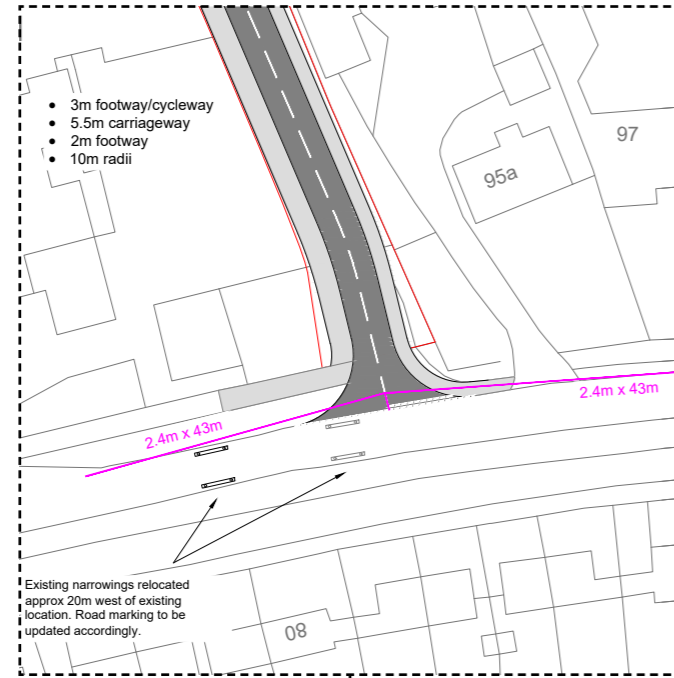 • 3m footway/cycleway
• 5.5m carriageway
• 2m footway
• 10m radii
97
95a
2.4m x 43m
2.4m x 43m
Existing narrowings relocated
approx 20m west of existing
location. Road marking to be
updated accordingly.
80